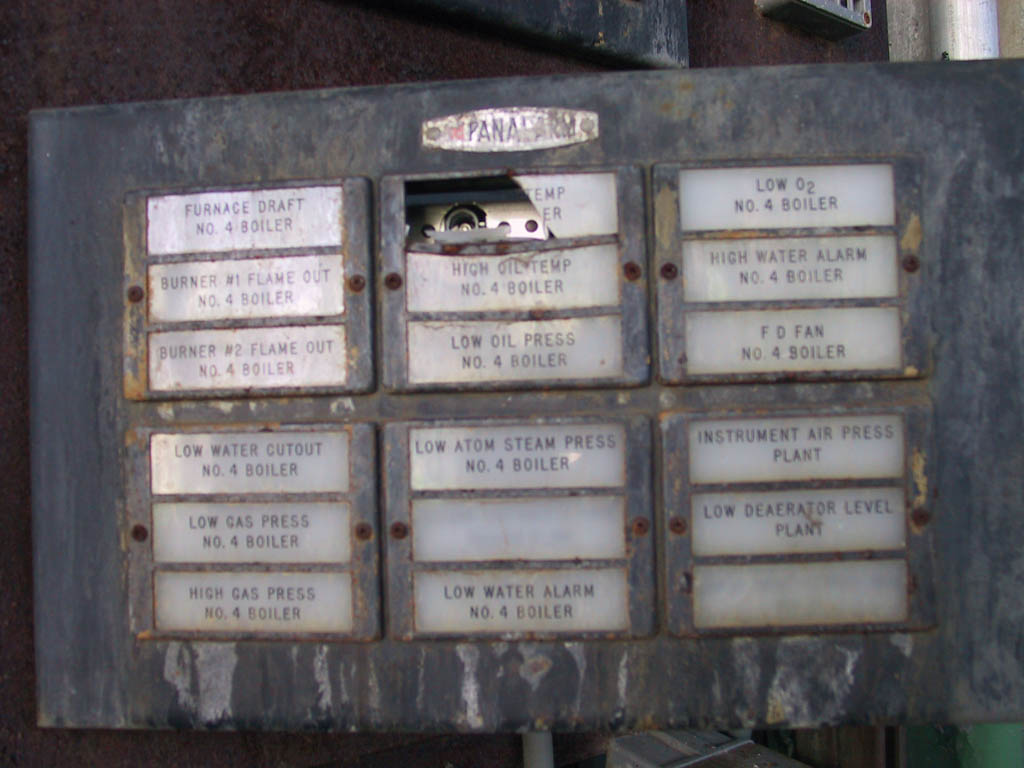 PANALARM
FURNACE DRAFT
NO. 4 BOILER
BURNER #1 FLAME OUT
NO. 4 BOILER
BURNER #2 FLAME OUT
NO. 4 BOILER
TEMP
HIGH OIL TEMP
NO. 4 BOILER
LOW OIL PRESS
NO. 4 BOILER
LOW O2
NO. 4 BOILER
HIGH WATER ALARM
NO. 4 BOILER
F D FAN
NO. 4 BOILER
LOW WATER CUTOUT
NO. 4 BOILER
LOW GAS PRESS
NO. 4 BOILER
HIGH GAS PRESS
NO. 4 BOILER
LOW ATOM STEAM PRESS
NO. 4 BOILER
LOW WATER ALARM
NO. 4 BOILER
INSTRUMENT AIR PRESS
PLANT
LOW DEAERATOR LEVEL
PLANT